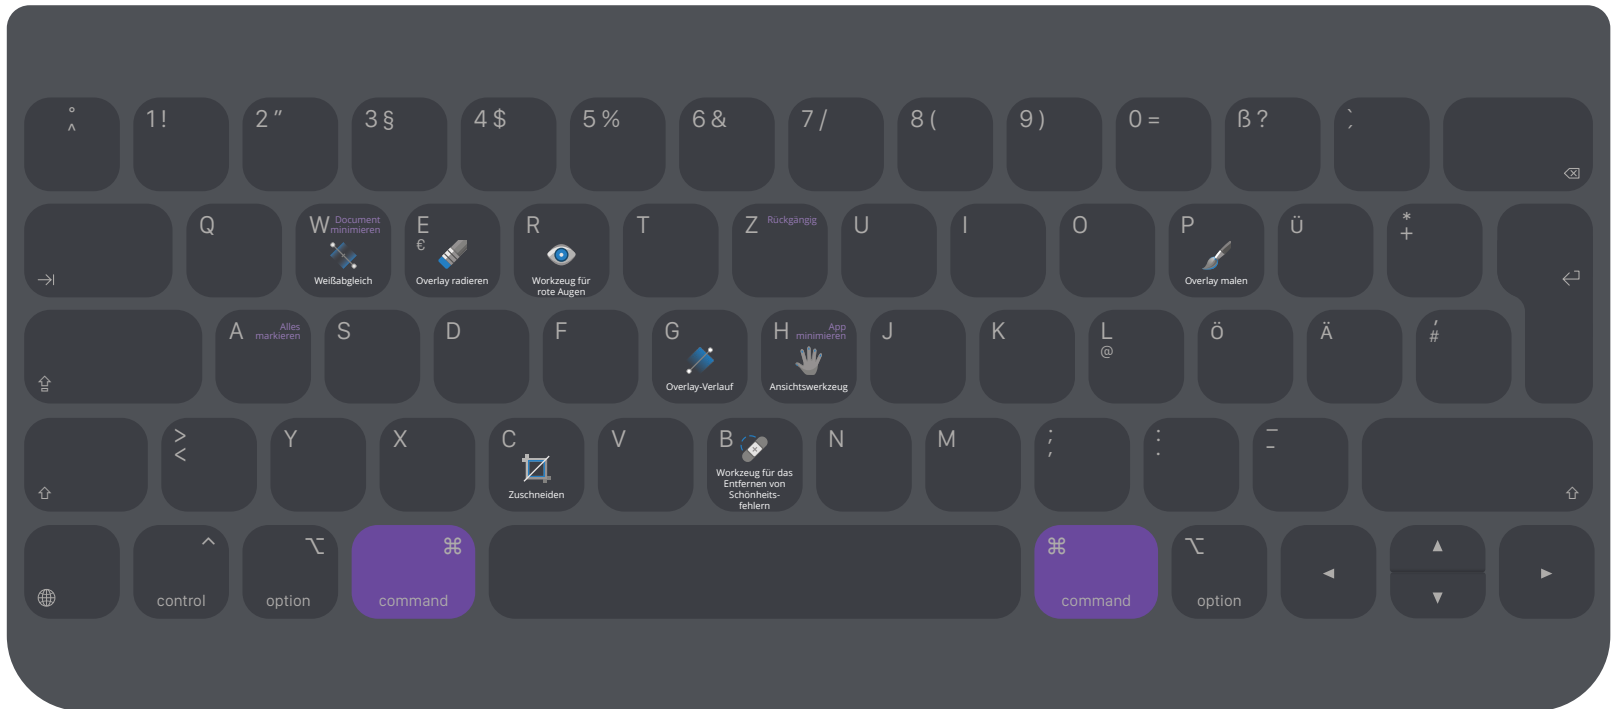 °
^
1 !
2 "
3 §
4 $
5 %
6 &
7 /
8 (
9 )
0 =
ß ?
Q
W Document
minimieren
Weißabgleich
E
€
Overlay radieren
R
Workzeug für
rote Augen
T
Z Rückgängig
U
I
O
P
Overlay malen
Ü
*
+
A Alles
markieren
S
D
F
G
Overlay-Verlauf
H App
minimieren
Ansichtswerkzeug
J
K
L
@
Ö
Ä
'
#
>
<
Y
X
C
Zuschneiden
V
B
Workzeug für das
Entfernen von
Schönheits-
fehlern
N
M
;
,
:
.
_
-
^
control
⌥
option
⌘
command
⌘
command
⌥
option